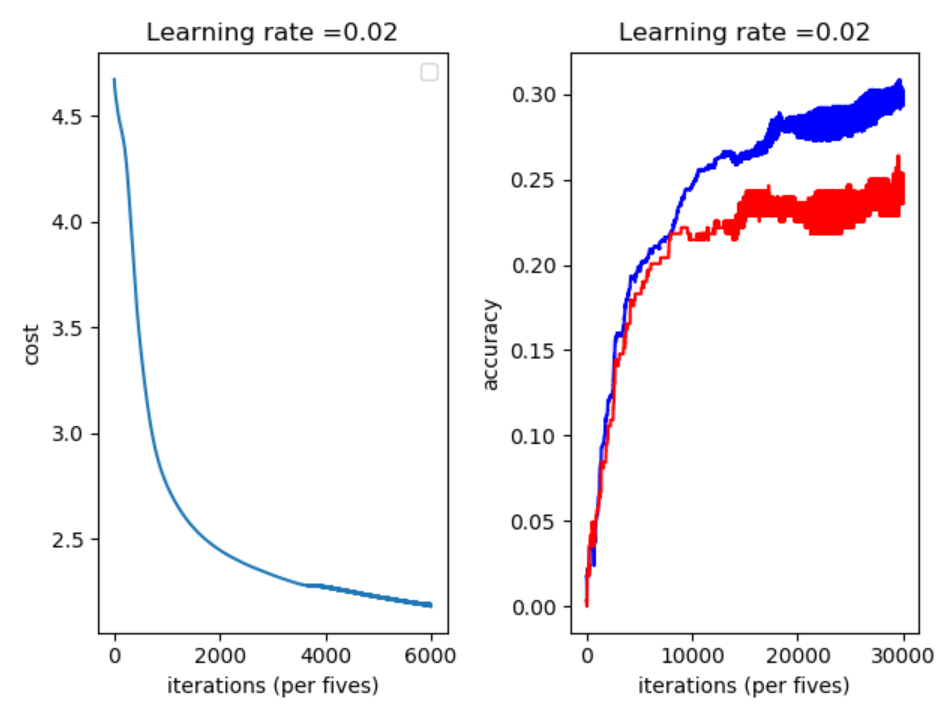 Learning rate =0.02
4.5
4.0
3.5
3.0
2.5
cost
0 2000 4000 6000
iterations (per fives)
Learning rate =0.02
0.30
0.25
0.20
0.15
0.10
0.05
0.00
accuracy
0 10000 20000 30000
iterations (per fives)